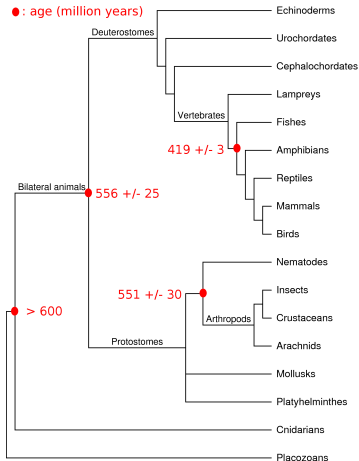 : age (million years)
Echinoderms
Deuterostomes
Urochordates
Cephalochordates
Lampreys
Vertebrates
Fishes
419 +/- 3
Amphibians
Reptiles
Bilateral animals
556 +/- 25
Mammals
Birds
Nematodes
551 +/- 30
Insects
> 600
Arthropods
Crustaceans
Protostomes
Arachnids
Mollusks
Platyhelminthes
Cnidarians
Placozoans